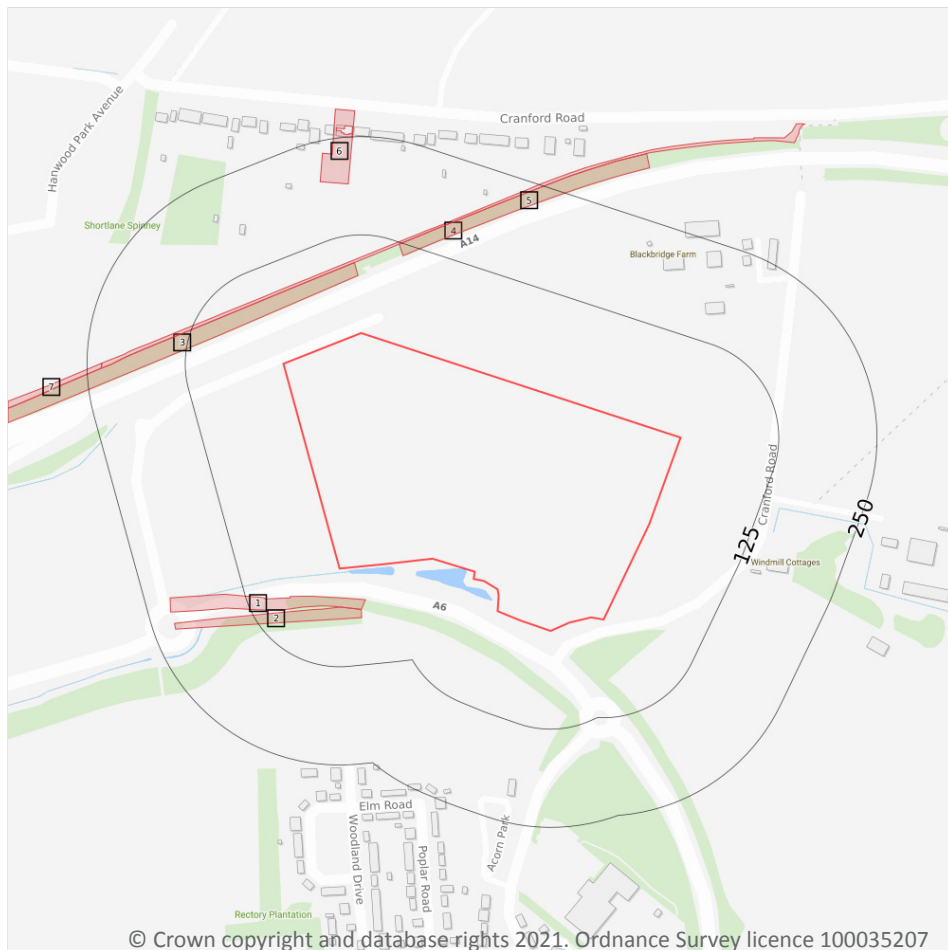 Hanwood Park Avenue
Cranford Road
6
Shortlane Spinney
5
4
A14
Blackbridge Farm
3
7
Cranford Road
250
125
Windmill Cottages
1
2
A6
Elm Road
Woodland Drive
Poplar Road
Acorn Park
Rectory Plantation
© Crown copyright and database rights 2021. Ordnance Survey licence 100035207